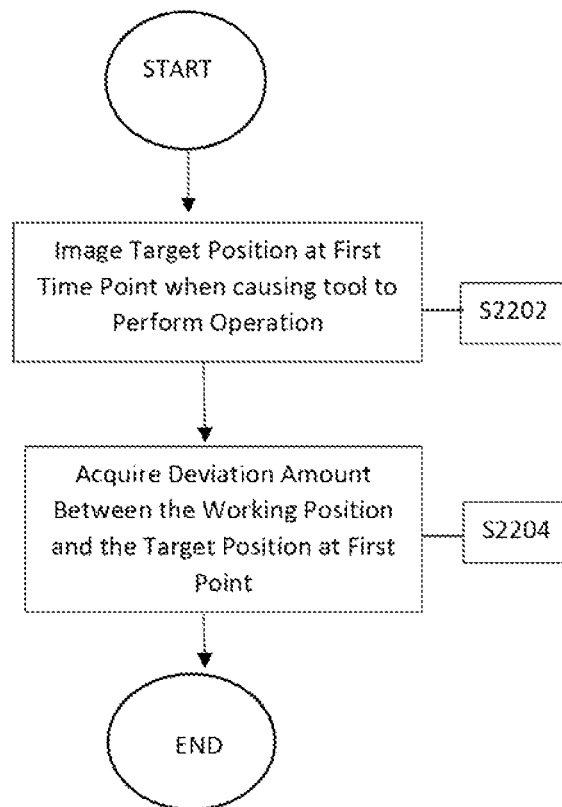 START
Image Target Position at First
Time Point when causing tool to
Perform Operation
S2202
Acquire Deviation Amount
Between the Working Position
and the Target Position at First
Point
S2204
END